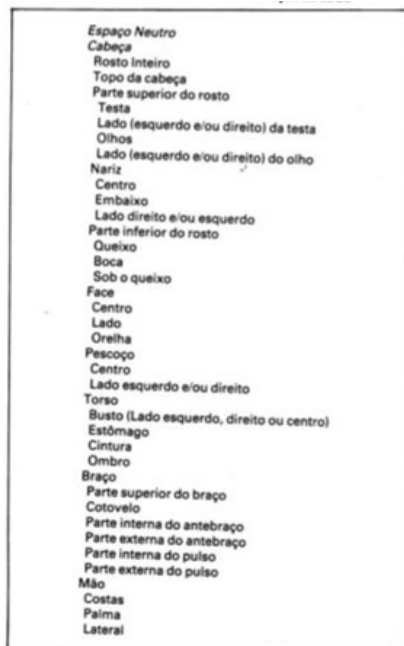 Espaço Neutro
Cabeça
Rosto Inteiro
Topo da cabeça
Parte superior do rosto
Testa
Lado (esquerdo e/ou direito) da testa
Olhos
Lado (esquerdo e/ou direito) do olho
Nariz
Centro
Embaixo
Lado direito e/ou esquerdo
Parte inferior do rosto
Queixo
Boca
Sob o queixo
Face
Centro
Lado
Orelha
Pescoço
Centro
Lado esquerdo e/ou direito
Torso
Busto (Lado esquerdo, direito ou centro)
Estômago
Cintura
Ombro
Braço
Parte superior do braço
Cotovelo
Parte interna do antebraço
Parte externa do antebraço
Parte interna do pulso
Parte externa do pulso
Mão
Costas
Palma
Lateral